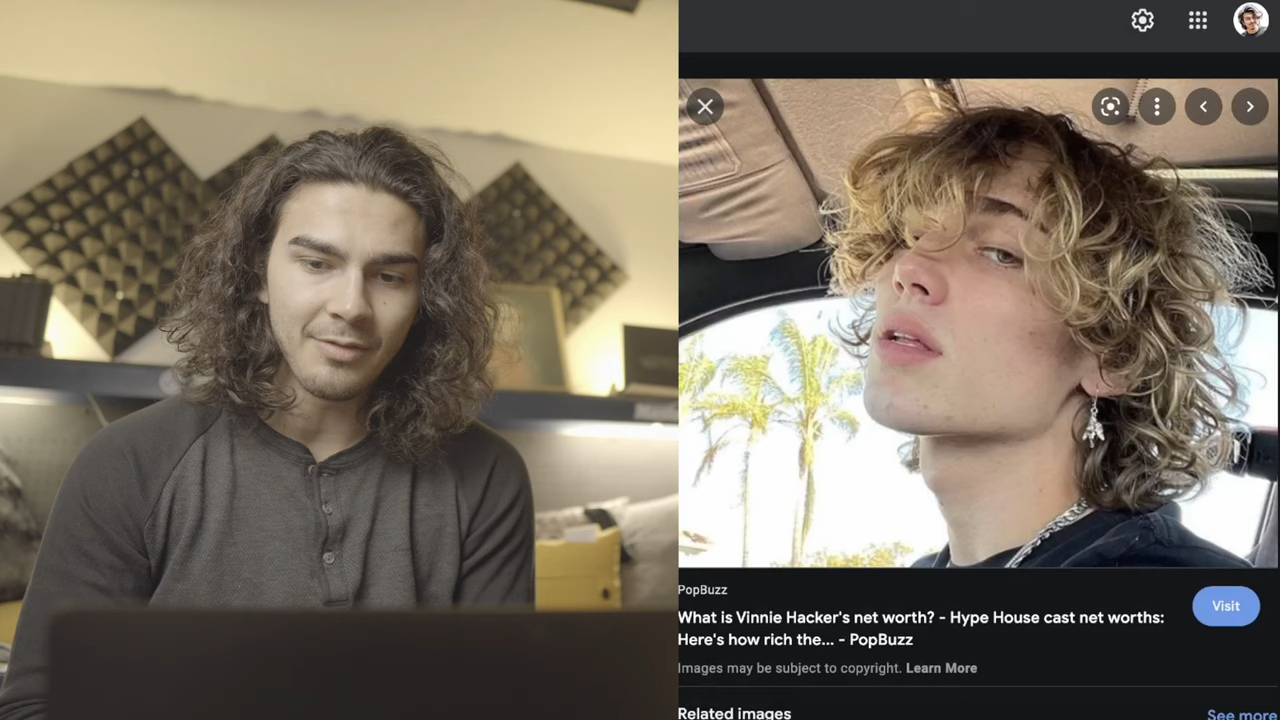 PopBuzz
What is Vinnie Hacker's net worth? - Hype House cast net worths:
Here's how rich the... - PopBuzz
Visit
Images may be subject to copyright. Learn More
Related images
See more